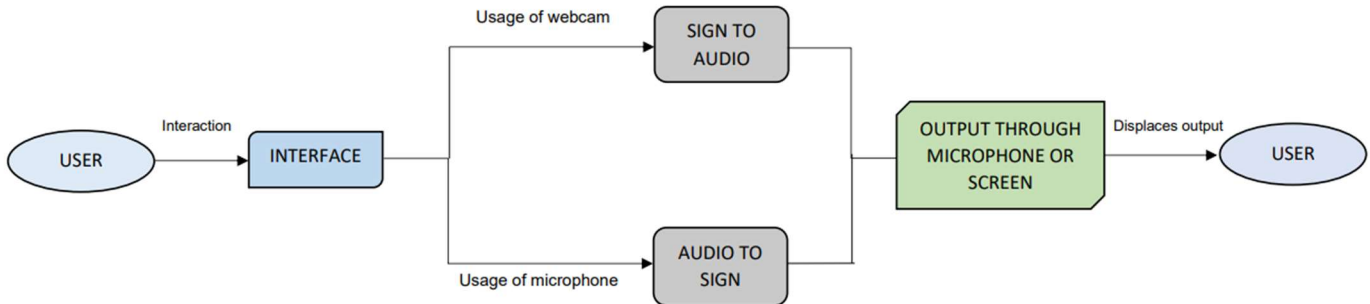 USER
Interaction
INTERFACE
Usage of webcam
SIGN TO
AUDIO
Usage of microphone
AUDIO TO
SIGN
OUTPUT THROUGH
MICROPHONE OR
SCREEN
Displaces output
USER